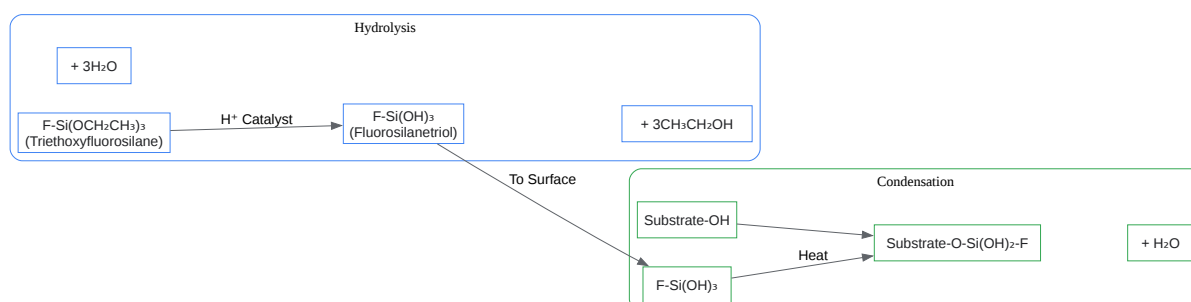 Hydrolysis
+ 3H₂O
F-Si(OCH₂CH₃)₃
(Triethoxyfluorosilane)
H⁺ Catalyst
F-Si(OH)₃
(Fluorosilanetriol)
+ 3CH₃CH₂OH
To Surface
Condensation
Substrate-OH
F-Si(OH)₃
Heat
Substrate-O-Si(OH)₂-F
+ H₂O